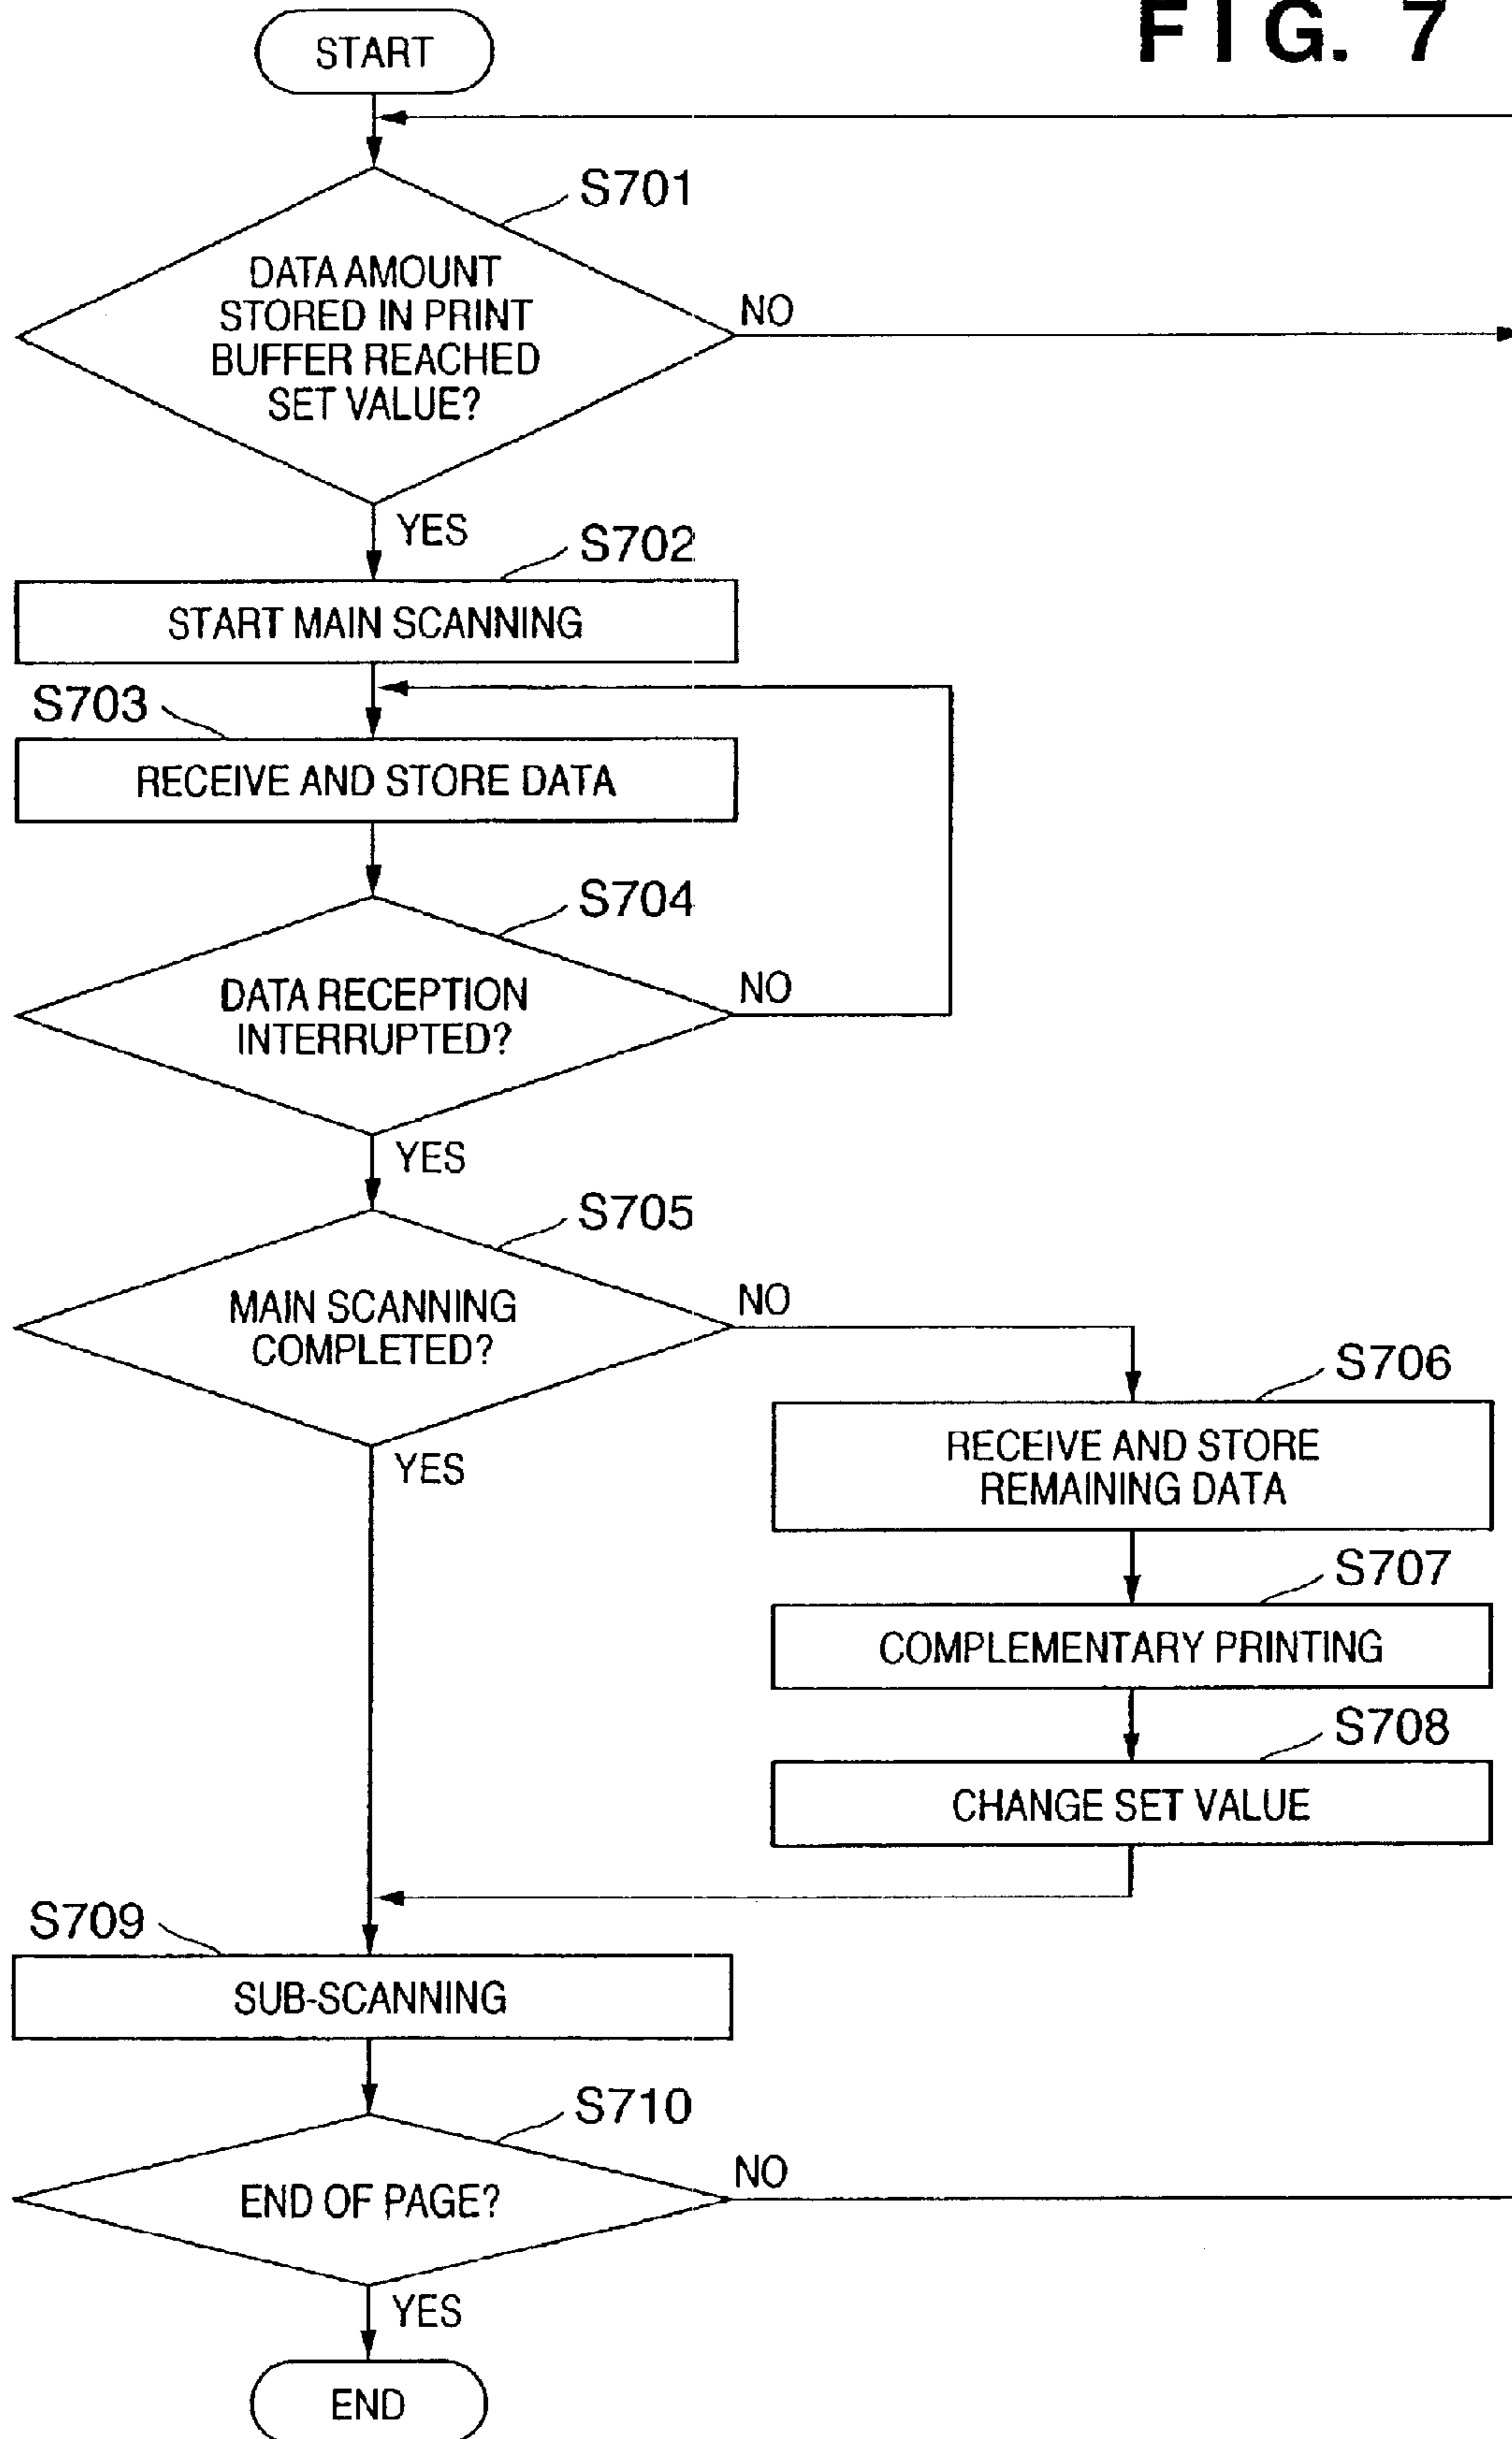 FIG. 7
START
S701
DATA AMOUNT
STORED IN PRINT
BUFFER REACHED
SET VALUE?
NO
YES
S702
START MAIN SCANNING
S703
RECEIVE AND STORE DATA
S704
DATA RECEPTION
INTERRUPTED?
NO
YES
S705
MAIN SCANNING
COMPLETED?
NO
YES
S706
RECEIVE AND STORE
REMAINING DATA
S707
COMPLEMENTARY PRINTING
S708
CHANGE SET VALUE
S709
SUB-SCANNING
S710
END OF PAGE?
NO
YES
END